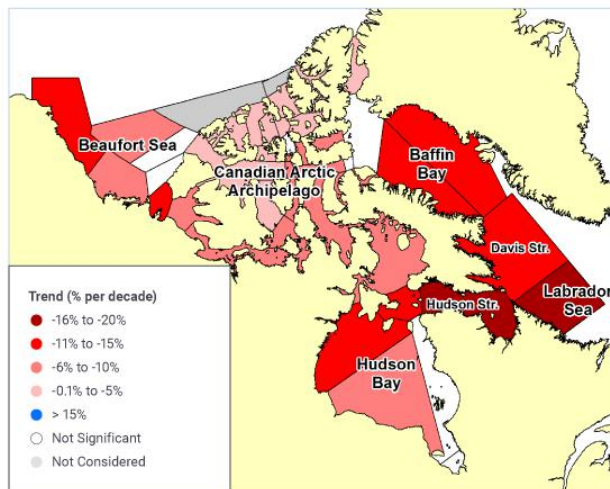 Beaufort Sea
Canadian Arctic
Archipelago
Baffin
Bay
Davis Str.
Labrador
Sea
Hudson Str.
Hudson
Bay
Trend (% per decade)
-16% to -20%
-11% to -15%
-6% to -10%
-0.1% to -5%
> 15%
Not Significant
Not Considered